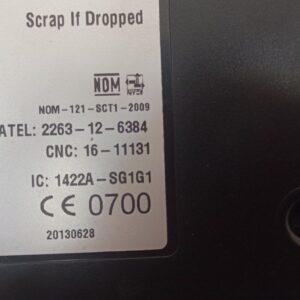 Scrap If Dropped
NOM
NYCE
NOM-121-SCT1-2009
ATEL: 2263-12-6384
CNC: 16-11131
IC: 1422A-SG1G1
CE 0700
20130628